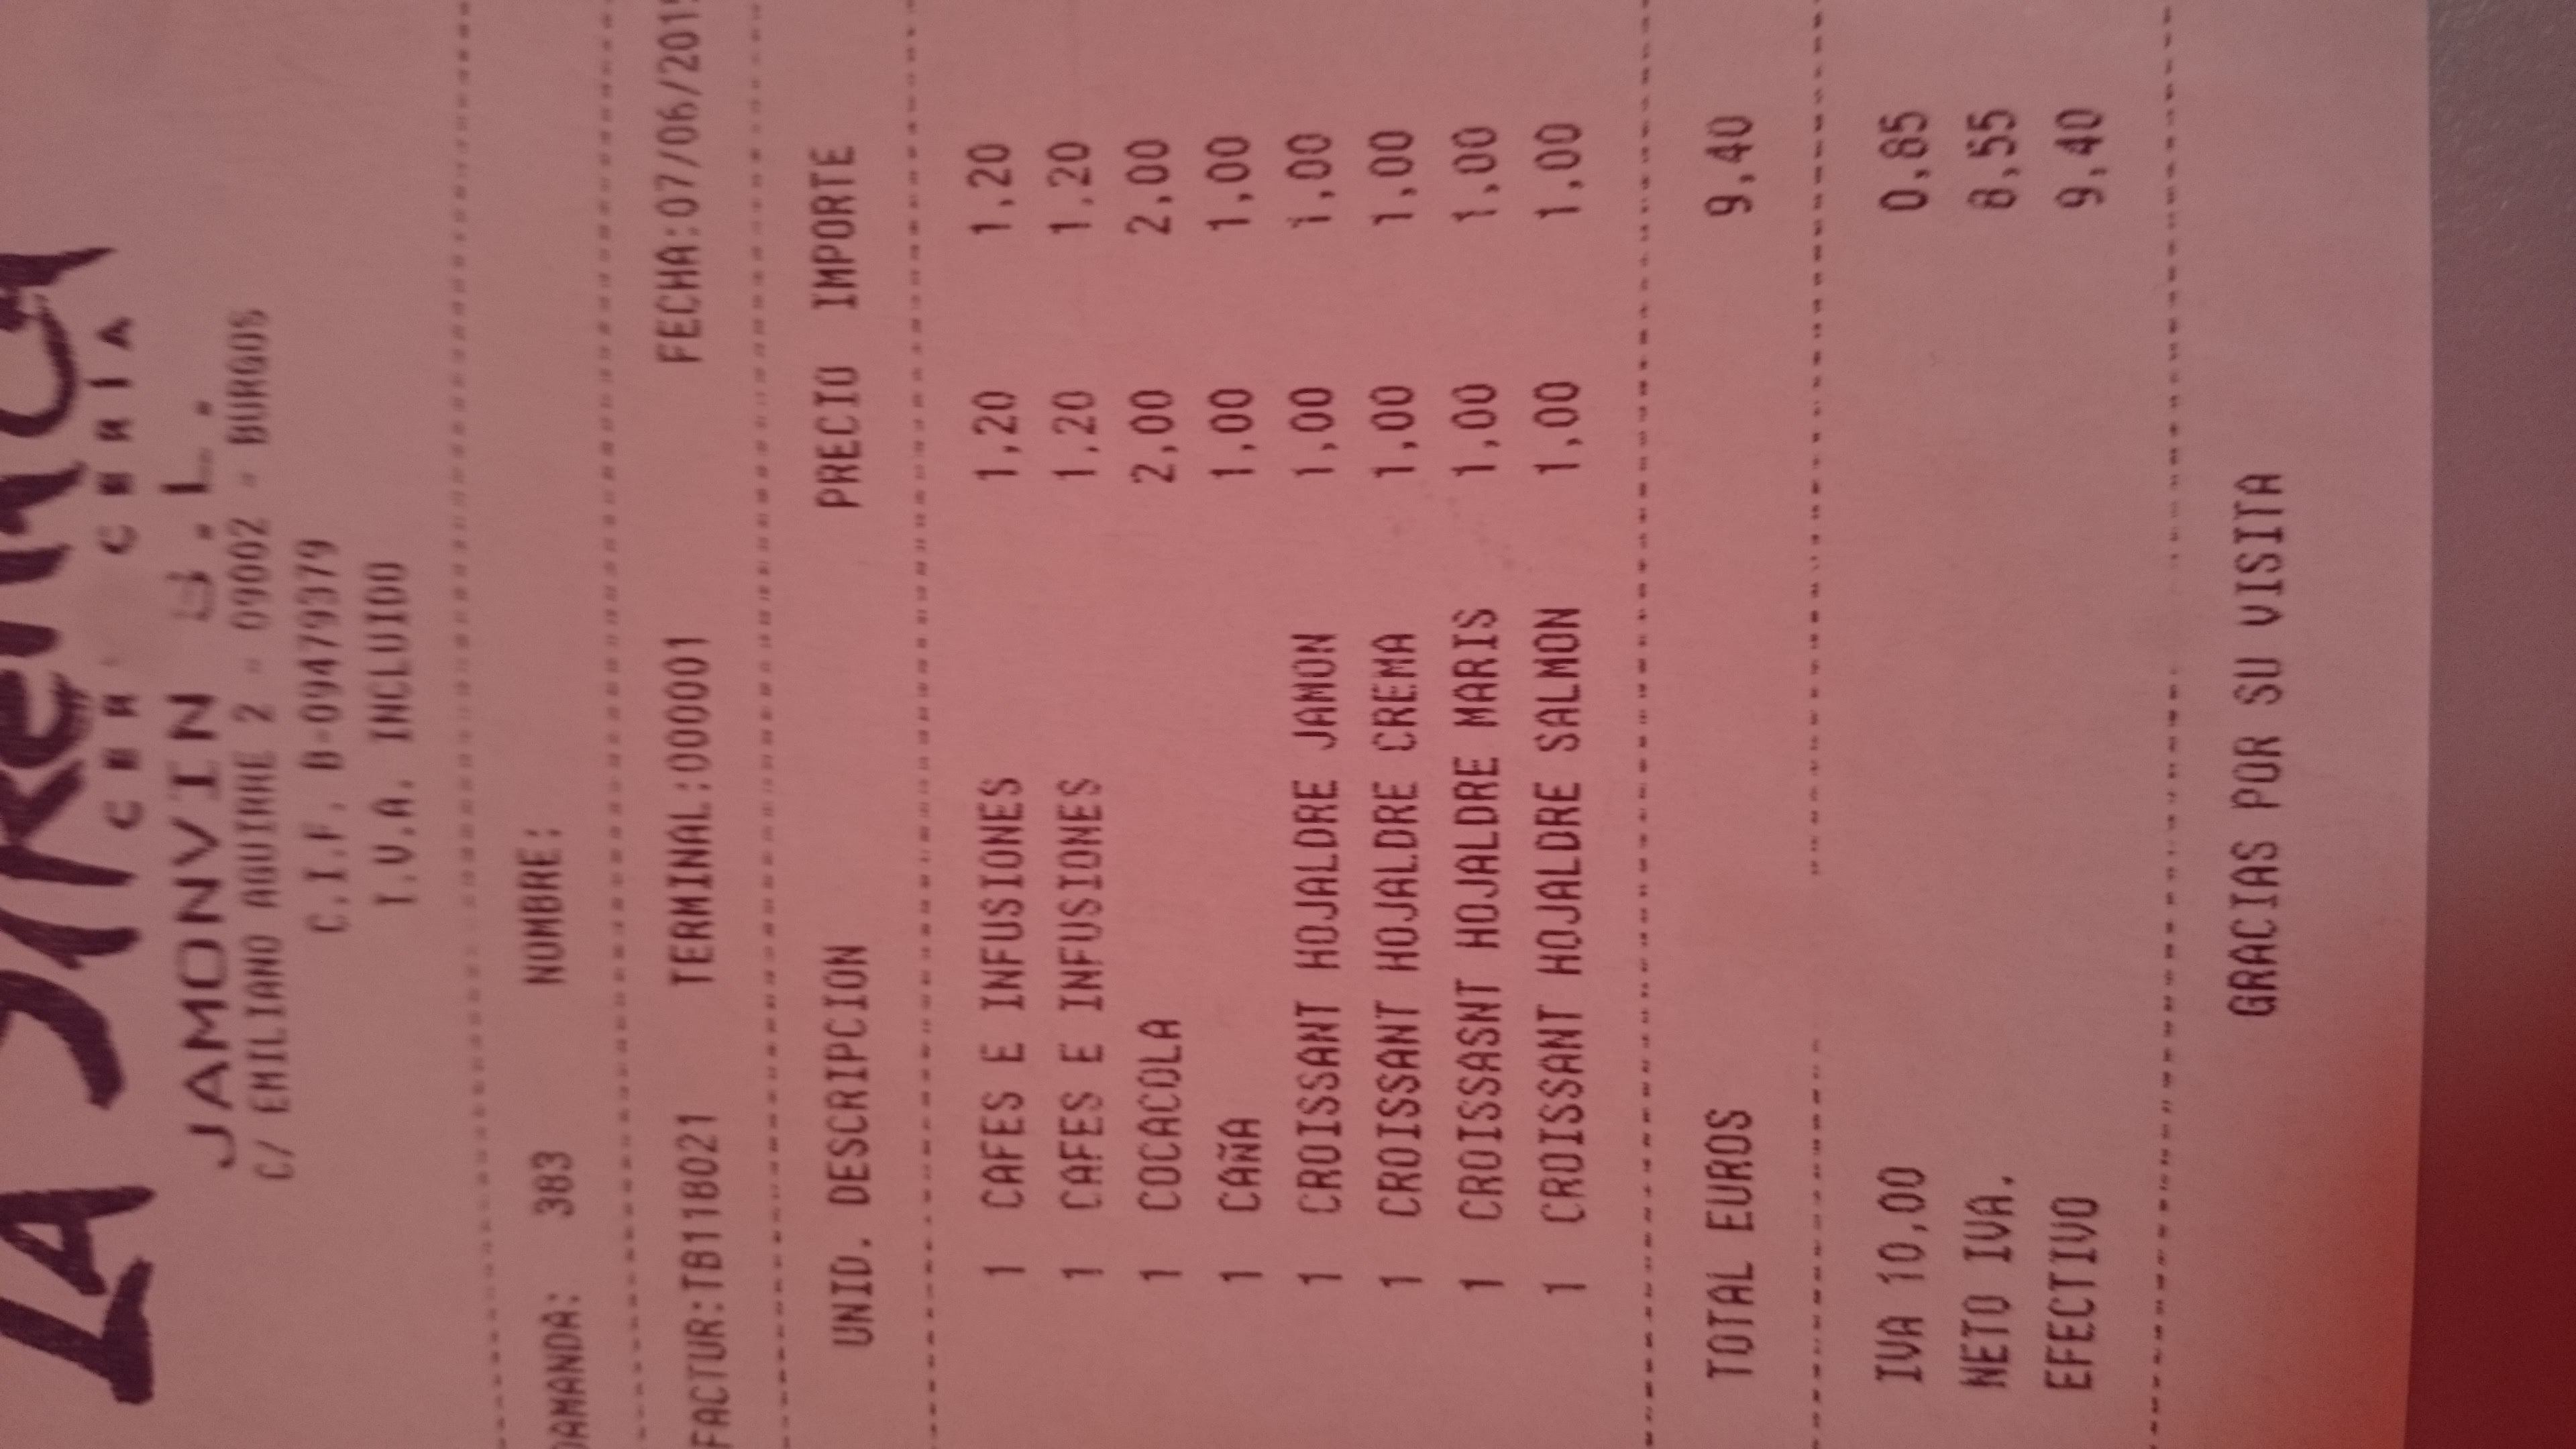 LA SIRENITA
CER CERÍA
JAMONVIN S.L.
C/ EMILIANO AGUIRRE 2 - 09002 - BURGOS
C.I.F. B-09479379
I.V.A. INCLUIDO
DAMANDA: 383 NOMBRE:
FACTUR:TB118021 TERMINAL:000001 FECHA:07/06/2019
UNID. DESCRIPCION PRECIO IMPORTE
1 CAFES E INFUSIONES 1,20 1,20
1 CAFES E INFUSIONES 1,20 1,20
1 COCACOLA 2,00 2,00
1 CAÑA 1,00 1,00
1 CROISSANT HOJALDRE JAMON 1,00 1,00
1 CROISSANT HOJALDRE CREMA 1,00 1,00
1 CROISSASNT HOJALDRE MARIS 1,00 1,00
1 CROISSANT HOJALDRE SALMON 1,00 1,00
TOTAL EUROS 9,40
IVA 10,00 0,85
NETO IVA. 8,55
EFECTIVO 9,40
GRACIAS POR SU VISITA